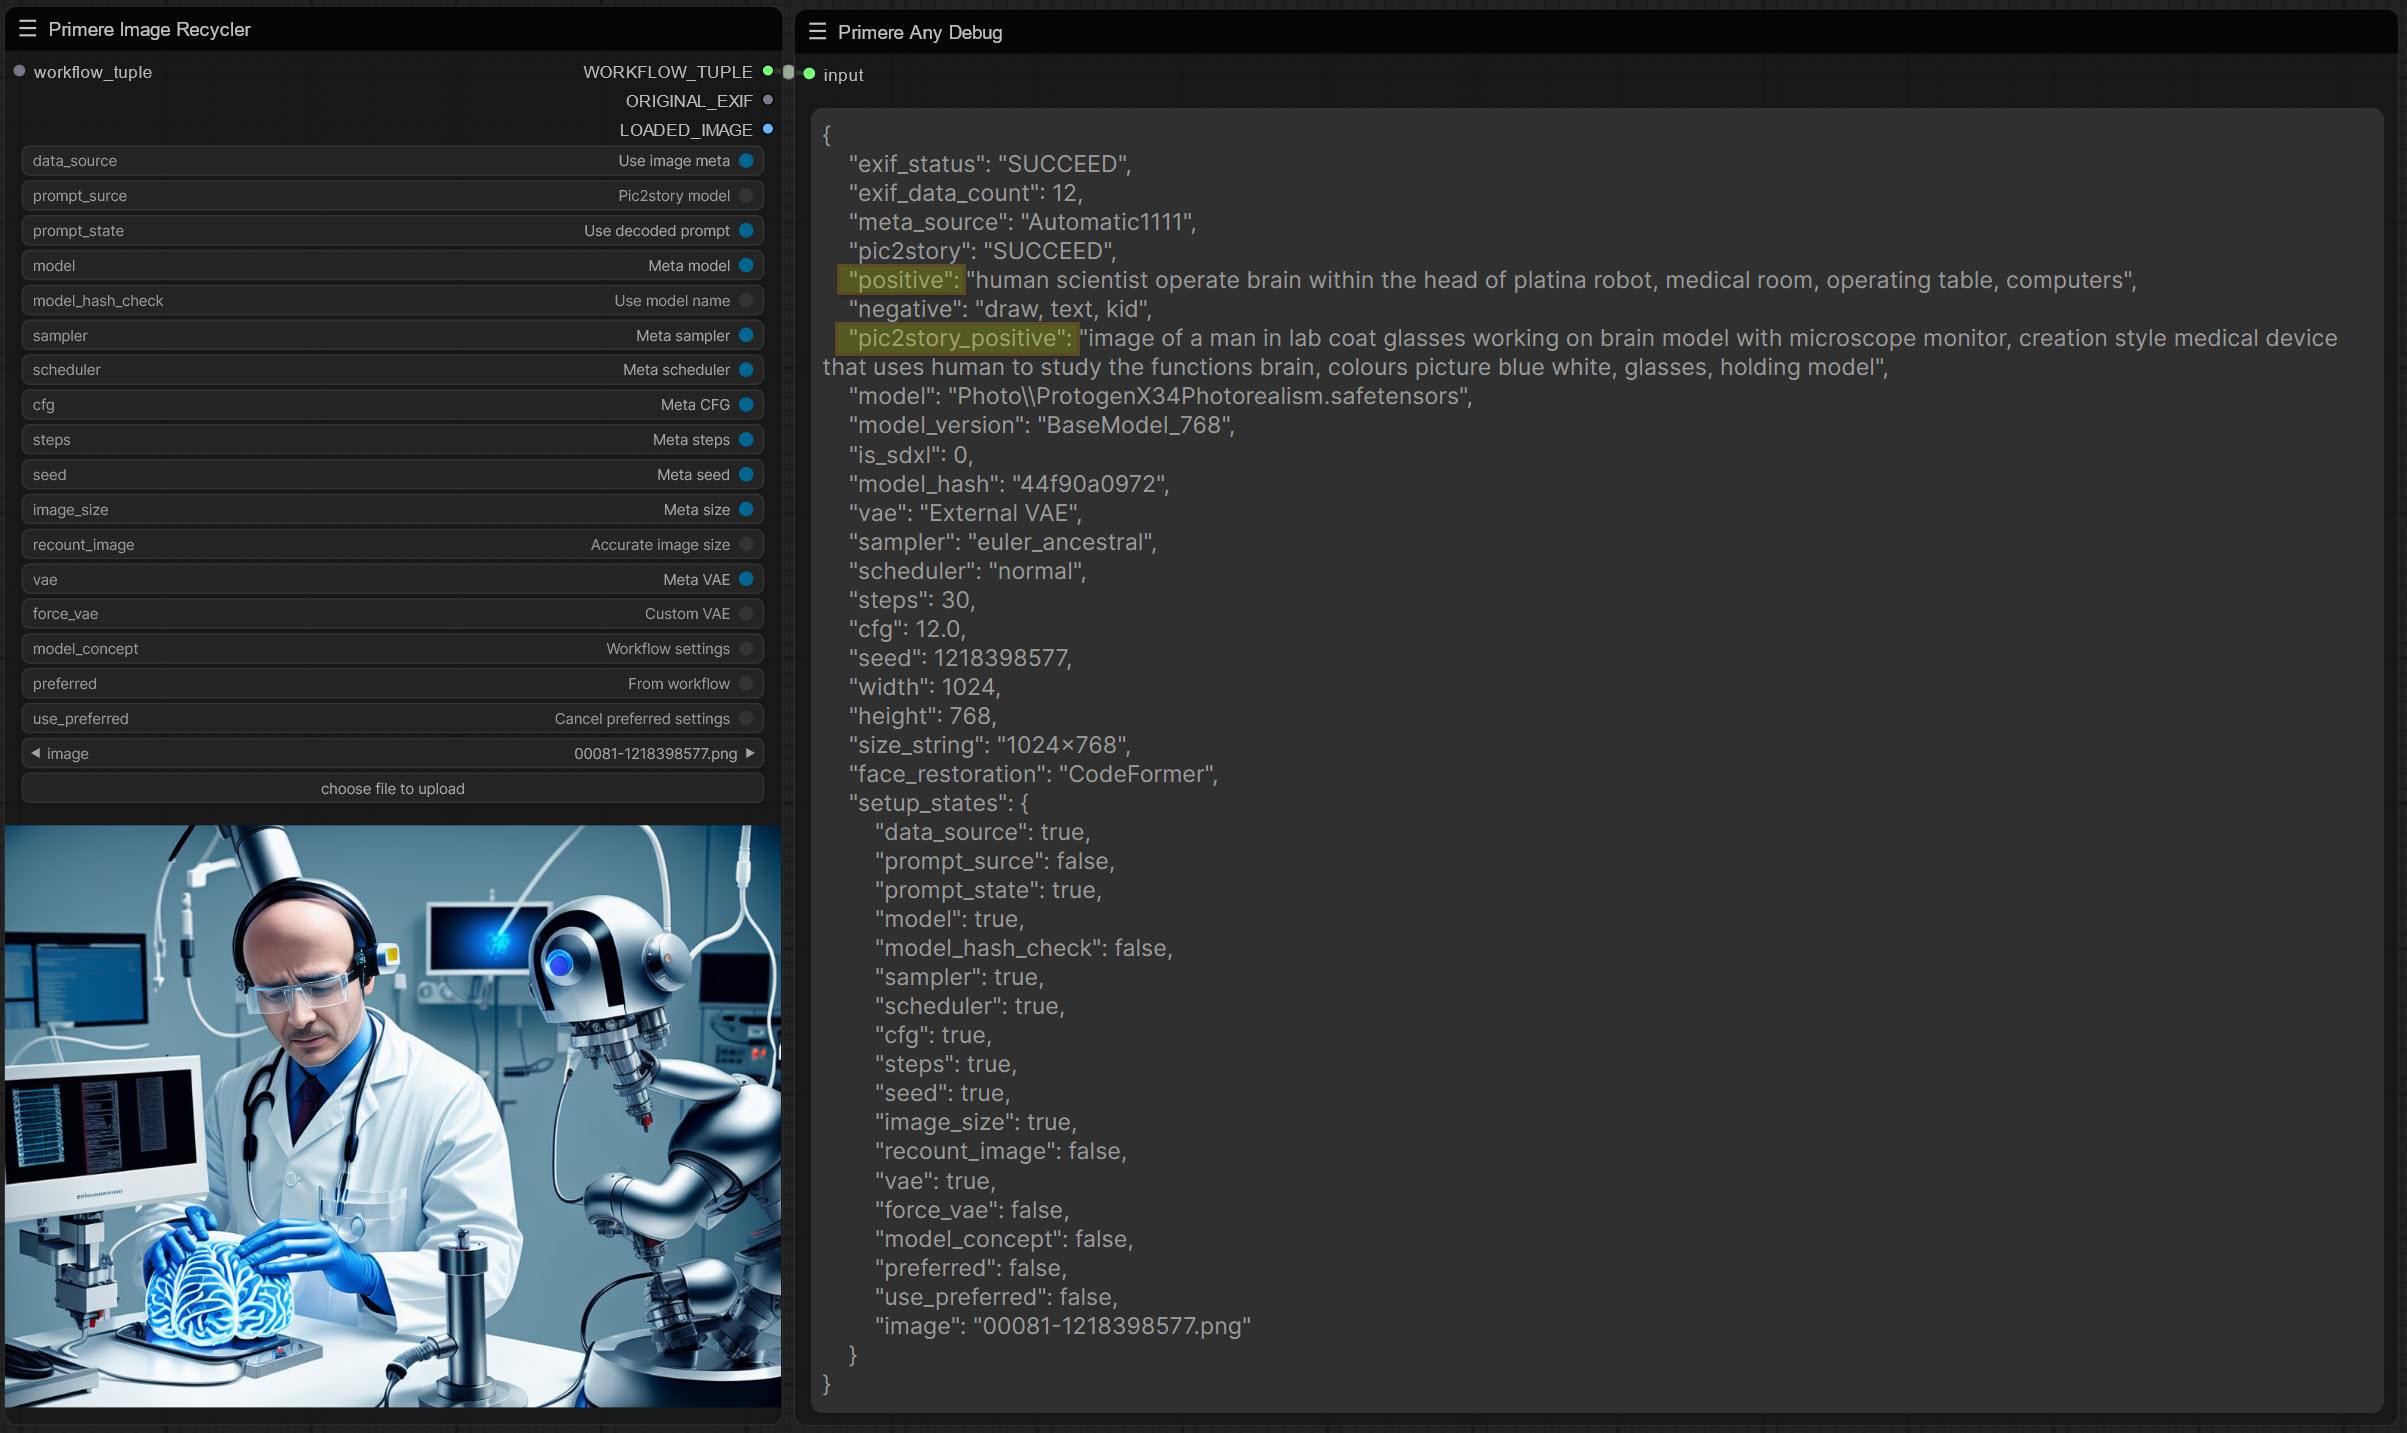 Primere Image Recycler
workflow_tuple
WORKFLOW_TUPLE
ORIGINAL_EXIF
LOADED_IMAGE
data_source Use image meta
prompt_surce Pic2story model
prompt_state Use decoded prompt
model Meta model
model_hash_check Use model name
sampler Meta sampler
scheduler Meta scheduler
cfg Meta CFG
steps Meta steps
seed Meta seed
image_size Meta size
recount_image Accurate image size
vae Meta VAE
force_vae Custom VAE
model_concept Workflow settings
preferred From workflow
use_preferred Cancel preferred settings
image 00081-1218398577.png
choose file to upload
Primere Any Debug
input
{
"exif_status": "SUCCEED",
"exif_data_count": 12,
"meta_source": "Automatic1111",
"pic2story": "SUCCEED",
"positive": "human scientist operate brain within the head of platina robot, medical room, operating table, computers",
"negative": "draw, text, kid",
"pic2story_positive": "image of a man in lab coat glasses working on brain model with microscope monitor, creation style medical device
that uses human to study the functions brain, colours picture blue white, glasses, holding model",
"model": "Photo\\ProtogenX34Photorealism.safetensors",
"model_version": "BaseModel_768",
"is_sdxl": 0,
"model_hash": "44f90a0972",
"vae": "External VAE",
"sampler": "euler_ancestral",
"scheduler": "normal",
"steps": 30,
"cfg": 12.0,
"seed": 1218398577,
"width": 1024,
"height": 768,
"size_string": "1024x768",
"face_restoration": "CodeFormer",
"setup_states": {
"data_source": true,
"prompt_surce": false,
"prompt_state": true,
"model": true,
"model_hash_check": false,
"sampler": true,
"scheduler": true,
"cfg": true,
"steps": true,
"seed": true,
"image_size": true,
"recount_image": false,
"vae": true,
"force_vae": false,
"model_concept": false,
"preferred": false,
"use_preferred": false,
"image": "00081-1218398577.png"
}
}